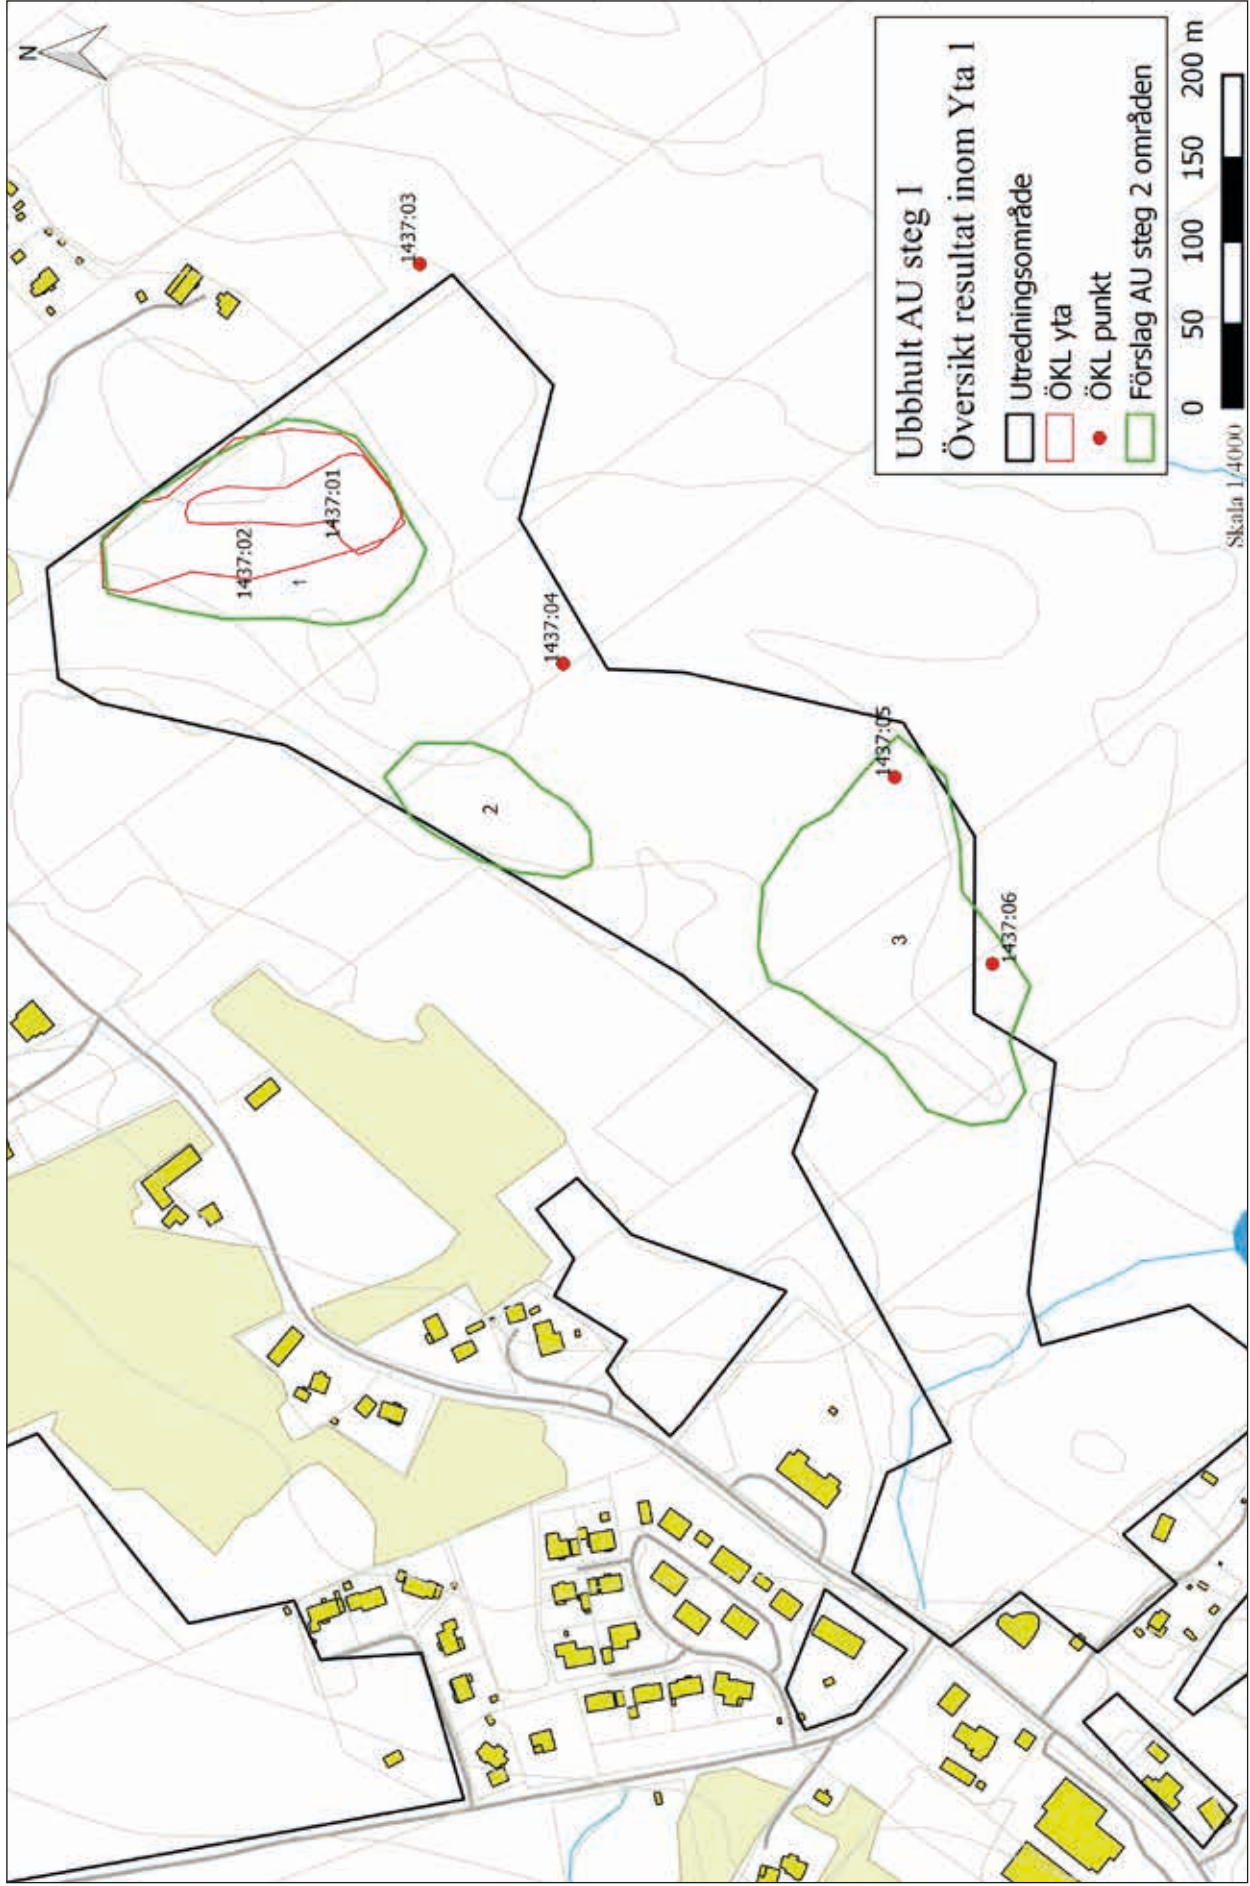 N
1437:03
1437:01
1437:02
1
1437:04
2
1437:05
3
1437:06
Ubbhult AU steg 1
Översikt resultat inom Yta 1
Utredningsområde
ÖKL yta
ÖKL punkt
Förslag AU steg 2 områden
0 50 100 150 200 m
Skala 1/4000